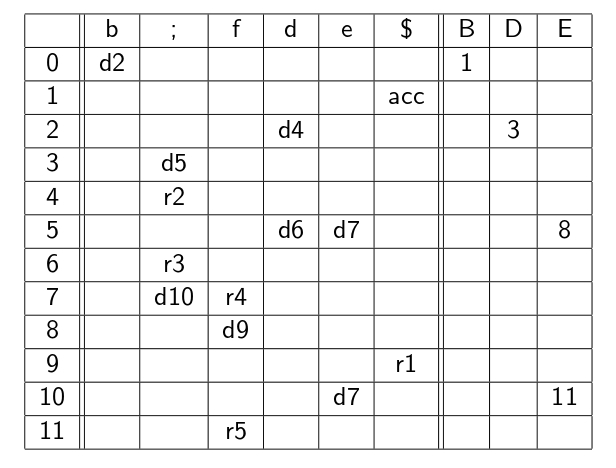 b ; f d e $ B D E
0 d2 1
1 acc
2 d4 3
3 d5
4 r2
5 d6 d7 8
6 r3
7 d10 r4
8 d9
9 r1
10 d7 11
11 r5